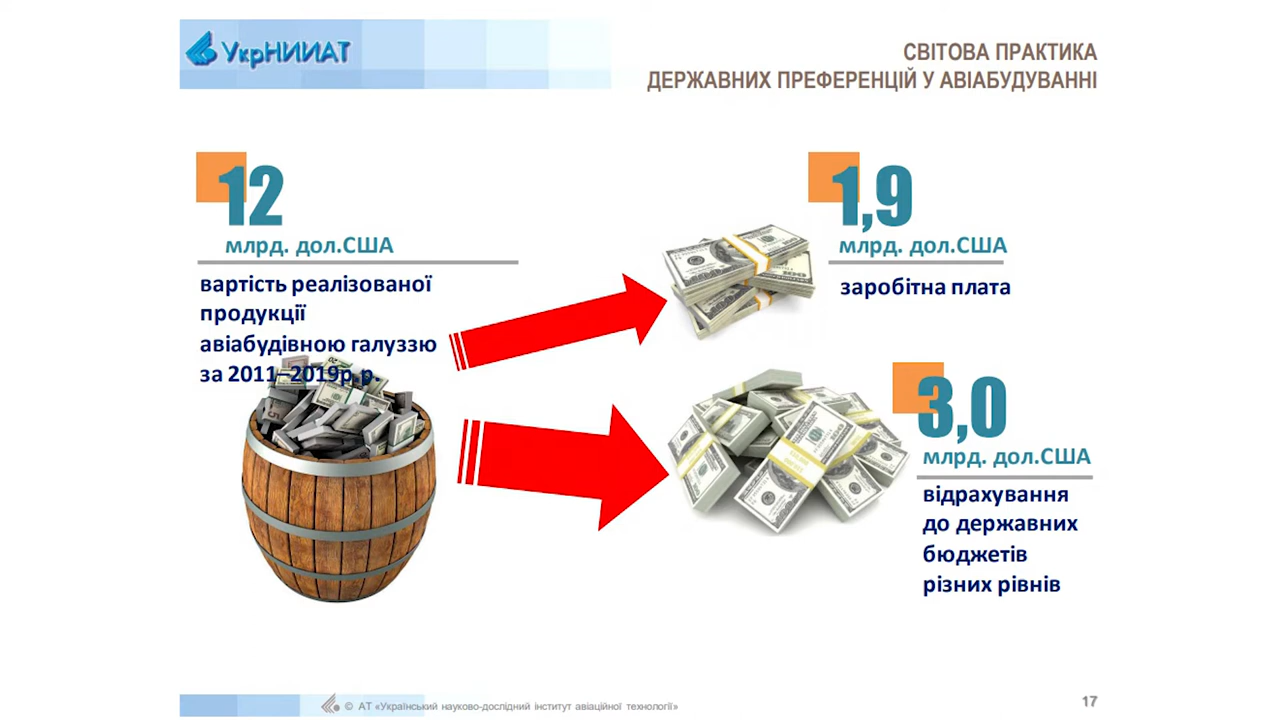 УкрНИИАТ
СВІТОВА ПРАКТИКА
ДЕРЖАВНИХ ПРЕФЕРЕНЦІЙ У АВІАБУДУВАННІ
12
млрд. дол.США
вартість реалізованої
продукції
авіабудівною галуззю
за 2011–2019р.р.
1,9
млрд. дол.США
заробітна плата
3,0
млрд. дол.США
відрахування
до державних
бюджетів
різних рівнів
© АТ «Український науково-дослідний інститут авіаційної технології»
17